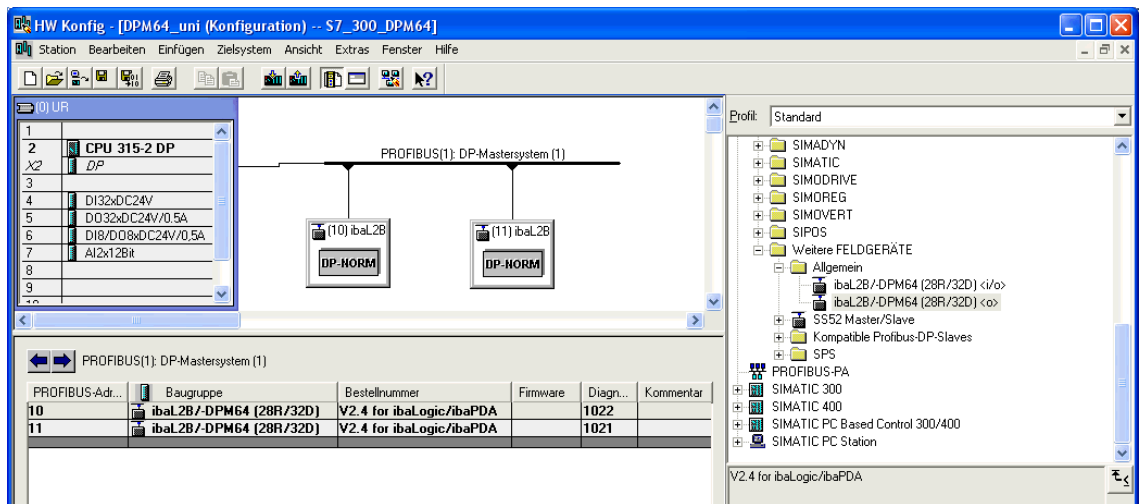 HW Konfig - [DPM64_uni (Konfiguration) -- S7_300_DPM64]
Station Bearbeiten Einfügen Zielsystem Ansicht Extras Fenster Hilfe
(0) UR
1
2 CPU 315-2 DP
X2 DP
3
4 DI32xDC24V
5 DO32xDC24V/0.5A
6 DI8/DO8xDC24V/0,5A
7 AI2x12Bit
8
9
10
PROFIBUS(1): DP-Mastersystem (1)
(10) ibaL2B
DP-NORM
(11) ibaL2B
DP-NORM
Profil: Standard
SIMADYN
SIMATIC
SIMODRIVE
SIMOREG
SIMOVERT
SIPOS
Weitere FELDGERÄTE
Allgemein
ibaL2B/-DPM64 (28R/32D) <i/o>
ibaL2B/-DPM64 (28R/32D) <o>
SS52 Master/Slave
Kompatible Profibus-DP-Slaves
SPS
PROFIBUS-PA
SIMATIC 300
SIMATIC 400
SIMATIC PC Based Control 300/400
SIMATIC PC Station
V2.4 for ibaLogic/ibaPDA
PROFIBUS(1): DP-Mastersystem (1)
PROFIBUS-Adr... Baugruppe Bestellnummer Firmware Diagn... Kommentar
10 ibaL2B/-DPM64 (28R/32D) V2.4 for ibaLogic/ibaPDA 1022
11 ibaL2B/-DPM64 (28R/32D) V2.4 for ibaLogic/ibaPDA 1021